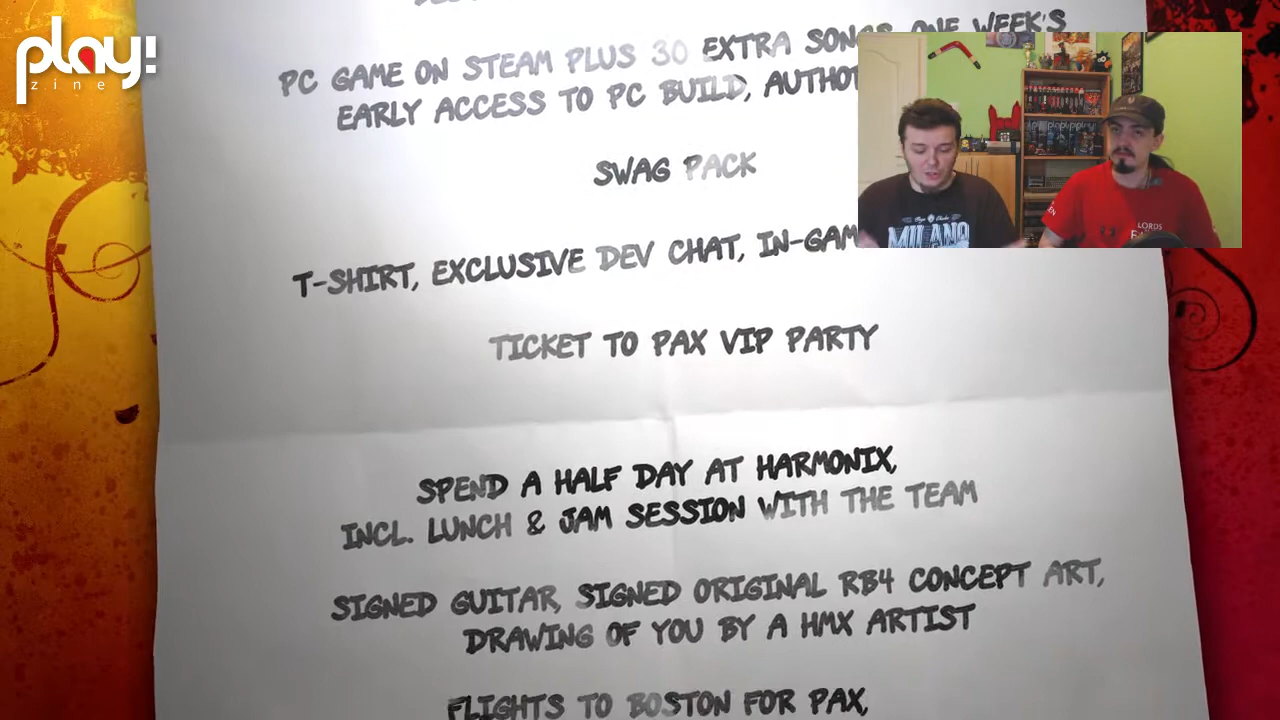 play!
zine
PC GAME ON STEAM PLUS 30 EXTRA SONGS, ONE WEEK'S
EARLY ACCESS TO PC BUILD,
SWAG PACK
T-SHIRT, EXCLUSIVE DEV CHAT,
TICKET TO PAX VIP PARTY
SPEND A HALF DAY AT HARMONIX,
INCL. LUNCH & JAM SESSION WITH THE TEAM
SIGNED GUITAR, SIGNED ORIGINAL RB4 CONCEPT ART,
DRAWING OF YOU BY A HMX ARTIST
FLIGHTS TO BOSTON FOR PAX,
MILANO
LORDS